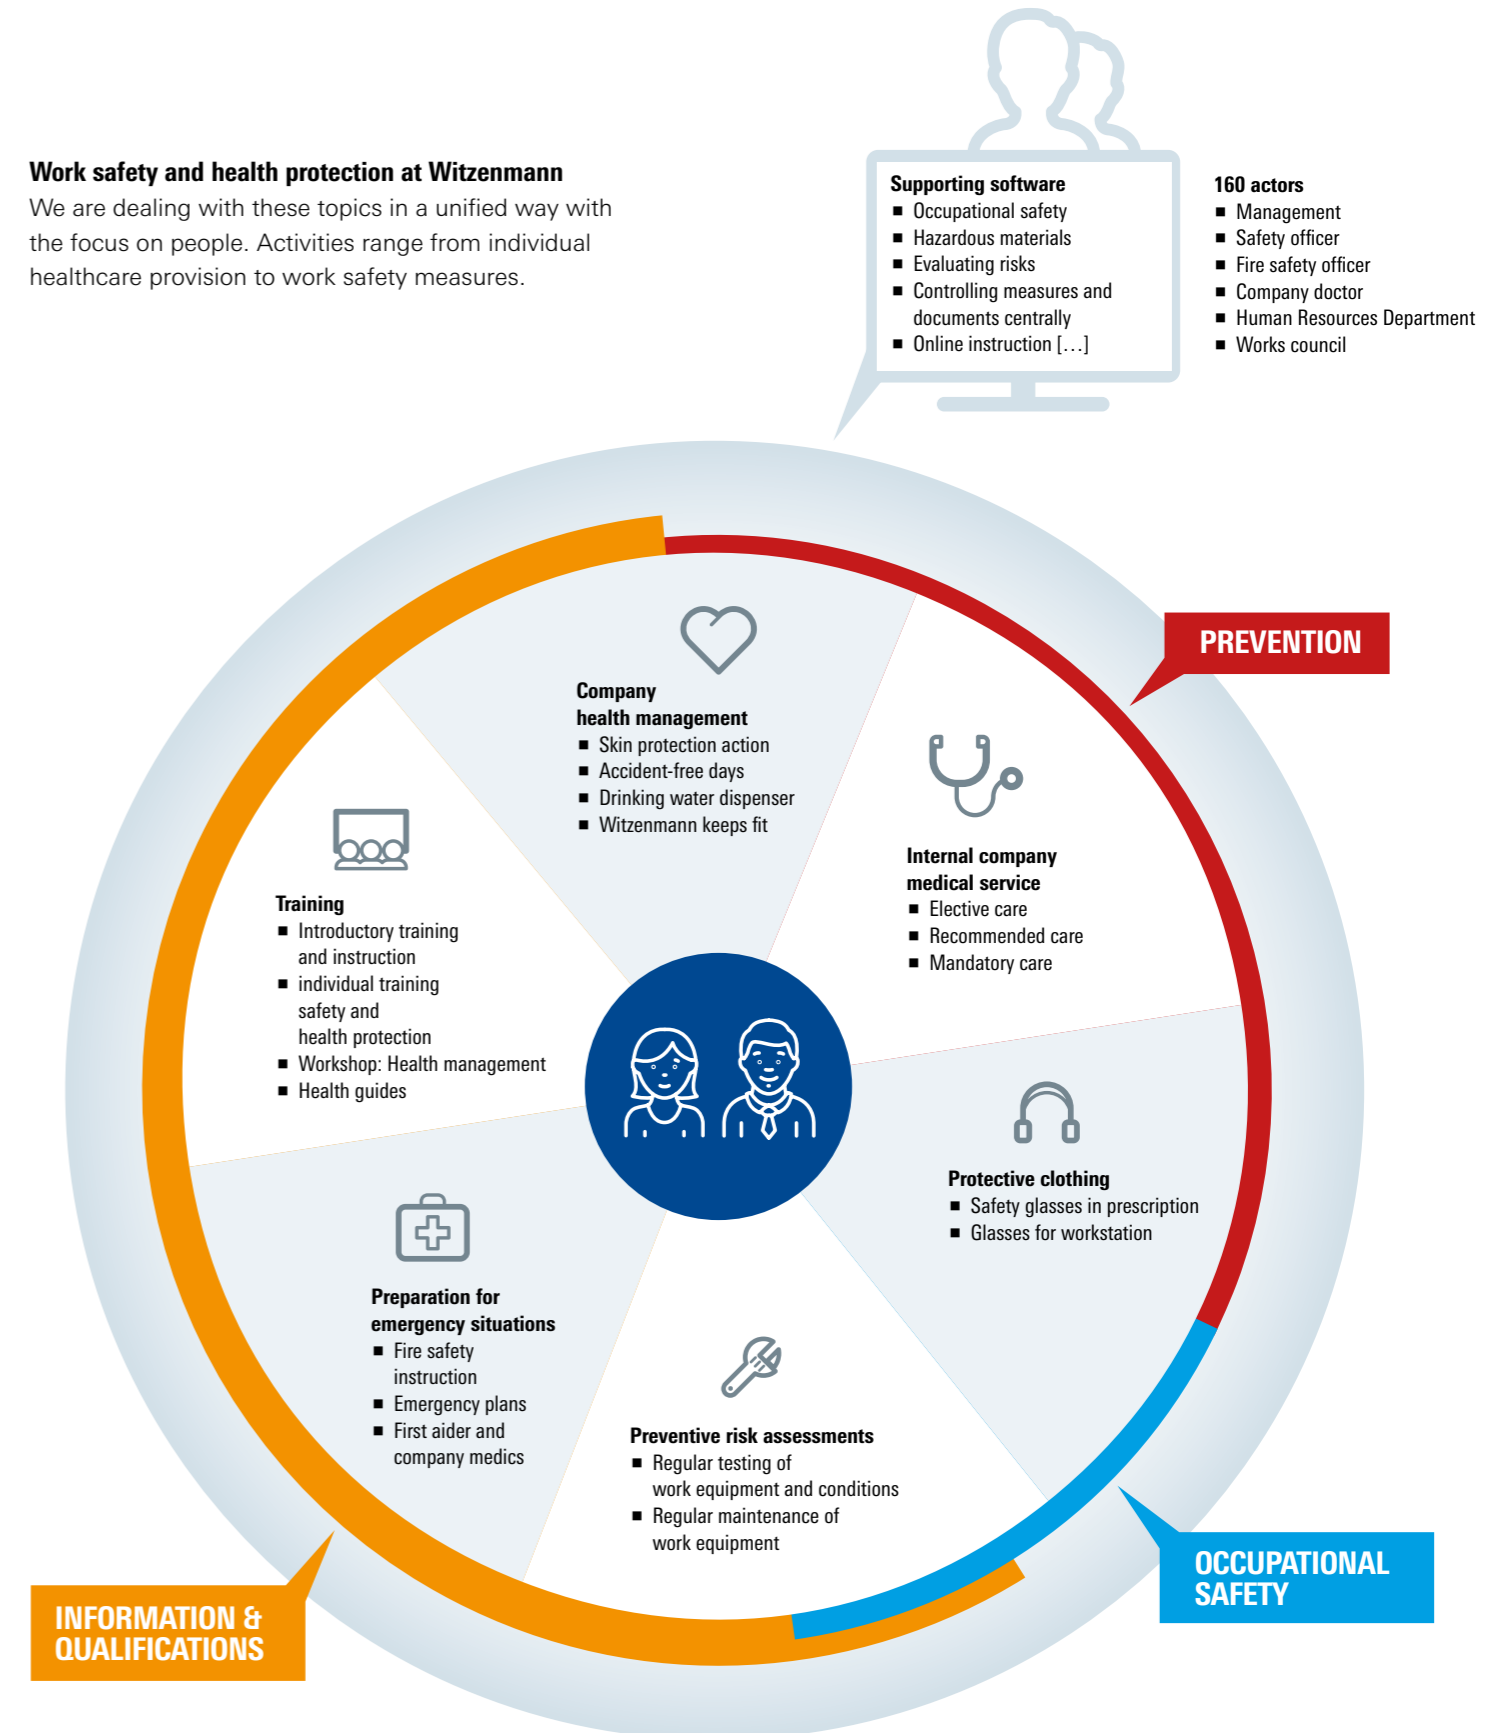 Work safety and health protection at Witzenmann
We are dealing with these topics in a unified way with
the focus on people. Activities range from individual
healthcare provision to work safety measures.
Supporting software
■ Occupational safety
■ Hazardous materials
■ Evaluating risks
■ Controlling measures and
documents centrally
■ Online instruction […]
160 actors
■ Management
■ Safety officer
■ Fire safety officer
■ Company doctor
■ Human Resources Department
■ Works council
PREVENTION
Company
health management
■ Skin protection action
■ Accident-free days
■ Drinking water dispenser
■ Witzenmann keeps fit
Internal company
medical service
■ Elective care
■ Recommended care
■ Mandatory care
Training
■ Introductory training
and instruction
■ individual training
safety and
health protection
■ Workshop: Health management
■ Health guides
Protective clothing
■ Safety glasses in prescription
■ Glasses for workstation
Preparation for
emergency situations
■ Fire safety
instruction
■ Emergency plans
■ First aider and
company medics
Preventive risk assessments
■ Regular testing of
work equipment and conditions
■ Regular maintenance of
work equipment
OCCUPATIONAL
SAFETY
INFORMATION &
QUALIFICATIONS